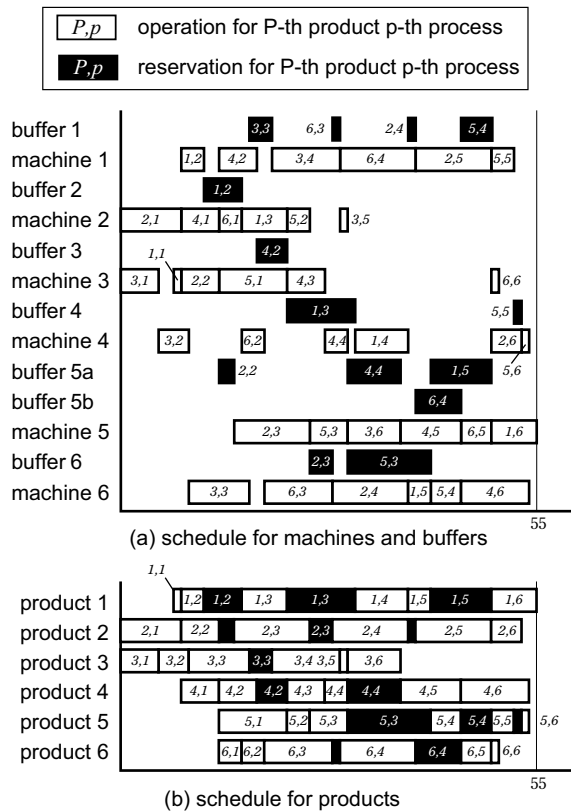 P,p operation for P-th product p-th process
P,p reservation for P-th product p-th process
buffer 1 3,3 6,3 2,4 5,4
machine 1 1,2 4,2 3,4 6,4 2,5 5,5
buffer 2 1,2
machine 2 2,1 4,1 6,1 1,3 5,2 3,5
buffer 3 4,2
1,1
machine 3 3,1 2,2 5,1 4,3 6,6
buffer 4 1,3 5,5
machine 4 3,2 6,2 4,4 1,4 2,6
buffer 5a 2,2 4,4 1,5 5,6
buffer 5b 6,4
machine 5 2,3 5,3 3,6 4,5 6,5 1,6
buffer 6 2,3 5,3
machine 6 3,3 6,3 2,4 1,5 5,4 4,6
55
(a) schedule for machines and buffers
1,1
product 1 1,2 1,2 1,3 1,3 1,4 1,5 1,5 1,6
product 2 2,1 2,2 2,3 2,3 2,4 2,5 2,6
product 3 3,1 3,2 3,3 3,3 3,4 3,5 3,6
product 4 4,1 4,2 4,2 4,3 4,4 4,4 4,5 4,6
product 5 5,1 5,2 5,3 5,3 5,4 5,4 5,5 5,6
product 6 6,1 6,2 6,3 6,4 6,4 6,5 6,6
55
(b) schedule for products